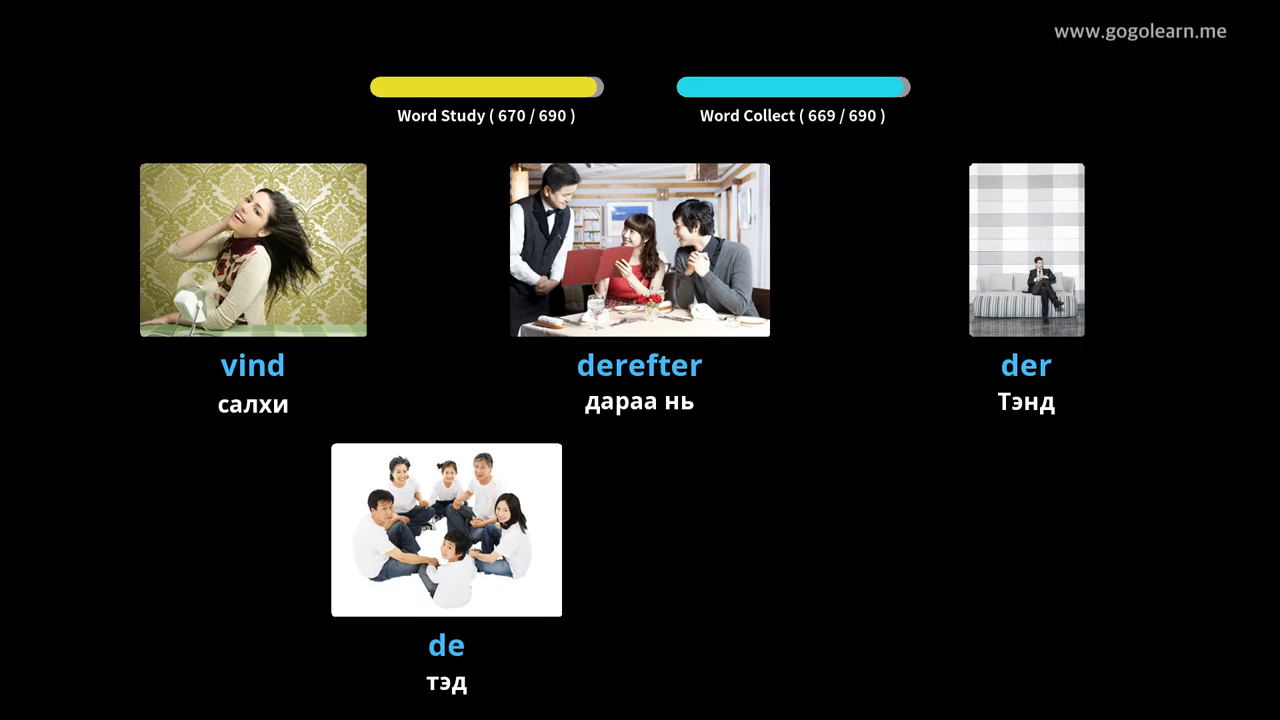 www.gogolearn.me
Word Study ( 670 / 690 )
Word Collect ( 669 / 690 )
vind
салхи
derefter
дараа нь
der
Тэнд
de
тэд